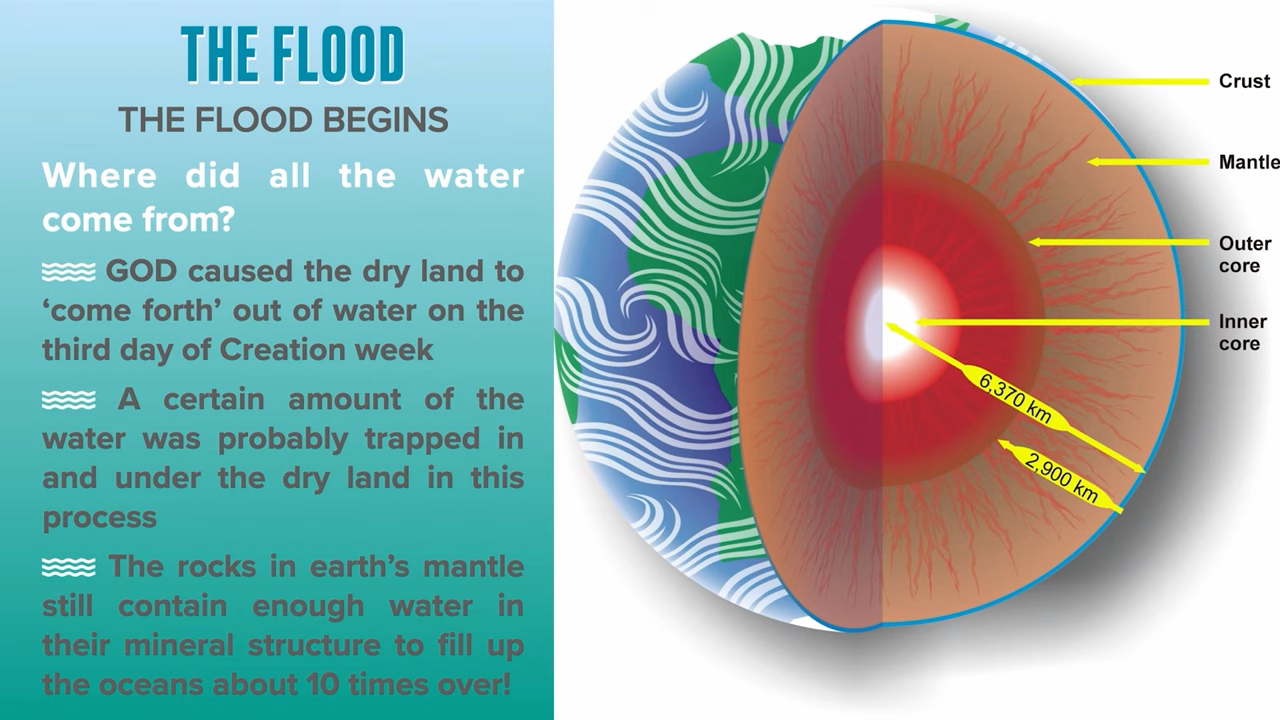 THE FLOOD
THE FLOOD BEGINS
Where did all the water
come from?
GOD caused the dry land to
‘come forth’ out of water on the
third day of Creation week
A certain amount of the
water was probably trapped in
and under the dry land in this
process
The rocks in earth’s mantle
still contain enough water in
their mineral structure to fill up
the oceans about 10 times over!
Crust
Mantle
Outer
core
Inner
core
6,370 km
2,900 km